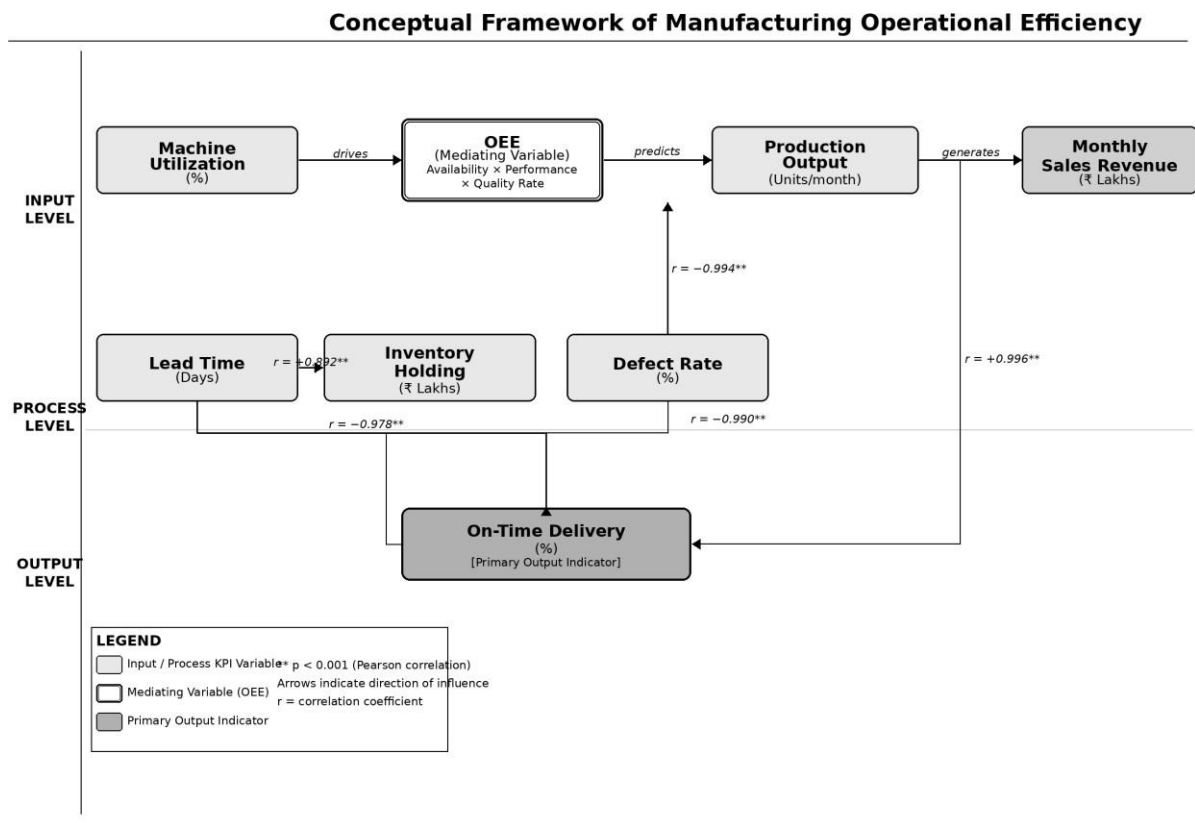 Conceptual Framework of Manufacturing Operational Efficiency
INPUT
LEVEL
Machine
Utilization
(%)
drives
OEE
(Mediating Variable)
Availability × Performance
× Quality Rate
predicts
Production
Output
(Units/month)
generates
Monthly
Sales Revenue
(₹ Lakhs)
r = −0.994**
PROCESS
LEVEL
Lead Time
(Days)
r = +0.892**
Inventory
Holding
(₹ Lakhs)
Defect Rate
(%)
r = +0.996**
r = −0.978**
r = −0.990**
OUTPUT
LEVEL
On-Time Delivery
(%)
[Primary Output Indicator]
LEGEND
Input / Process KPI Variable
** p < 0.001 (Pearson correlation)
Arrows indicate direction of influence
Mediating Variable (OEE)
r = correlation coefficient
Primary Output Indicator